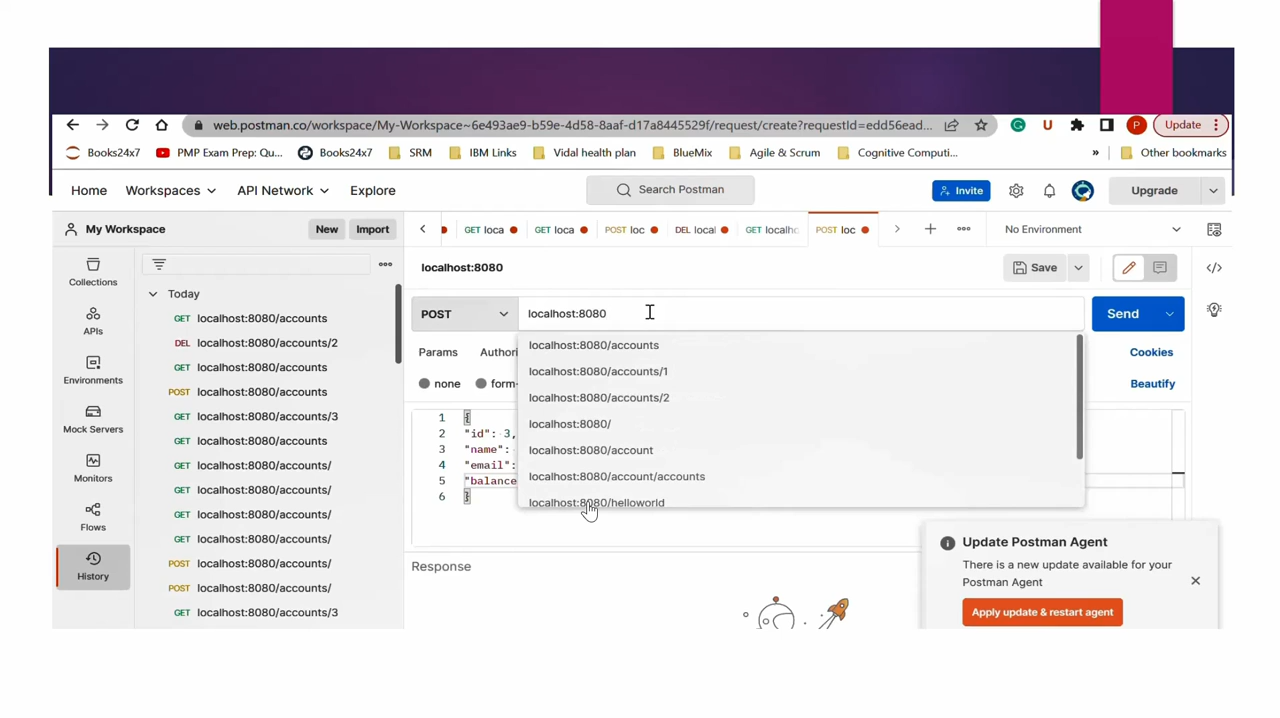 web.postman.co/workspace/My-Workspace~6e493ae9-b59e-4d58-8aaf-d17a8445529f/request/create?requestId=edd56ead...
P
Update
Books24x7
PMP Exam Prep: Qu...
Books24x7
SRM
IBM Links
Vidal health plan
BlueMix
Agile & Scrum
Cognitive Computi...
»
Other bookmarks
Home
Workspaces
API Network
Explore
Search Postman
Invite
Upgrade
My Workspace
New
Import
GET loca
GET loca
POST loc
DEL local
GET localho
POST loc
No Environment
localhost:8080
Save
Collections
APIs
Environments
Mock Servers
Monitors
Flows
History
Today
GET localhost:8080/accounts
DEL localhost:8080/accounts/2
GET localhost:8080/accounts
POST localhost:8080/accounts
GET localhost:8080/accounts/3
GET localhost:8080/accounts
GET localhost:8080/accounts/
GET localhost:8080/accounts/
GET localhost:8080/accounts/
GET localhost:8080/accounts/
POST localhost:8080/accounts/
POST localhost:8080/accounts/
GET localhost:8080/accounts/3
POST
localhost:8080
Send
Params
Authori
Cookies
none
form-
Beautify
localhost:8080/accounts
localhost:8080/accounts/1
localhost:8080/accounts/2
localhost:8080/
localhost:8080/account
localhost:8080/account/accounts
localhost:8080/helloworld
1 {
2 "id": 3,
3 "name":
4 "email":
5 "balance
6 }
Response
Update Postman Agent
There is a new update available for your
Postman Agent
Apply update & restart agent